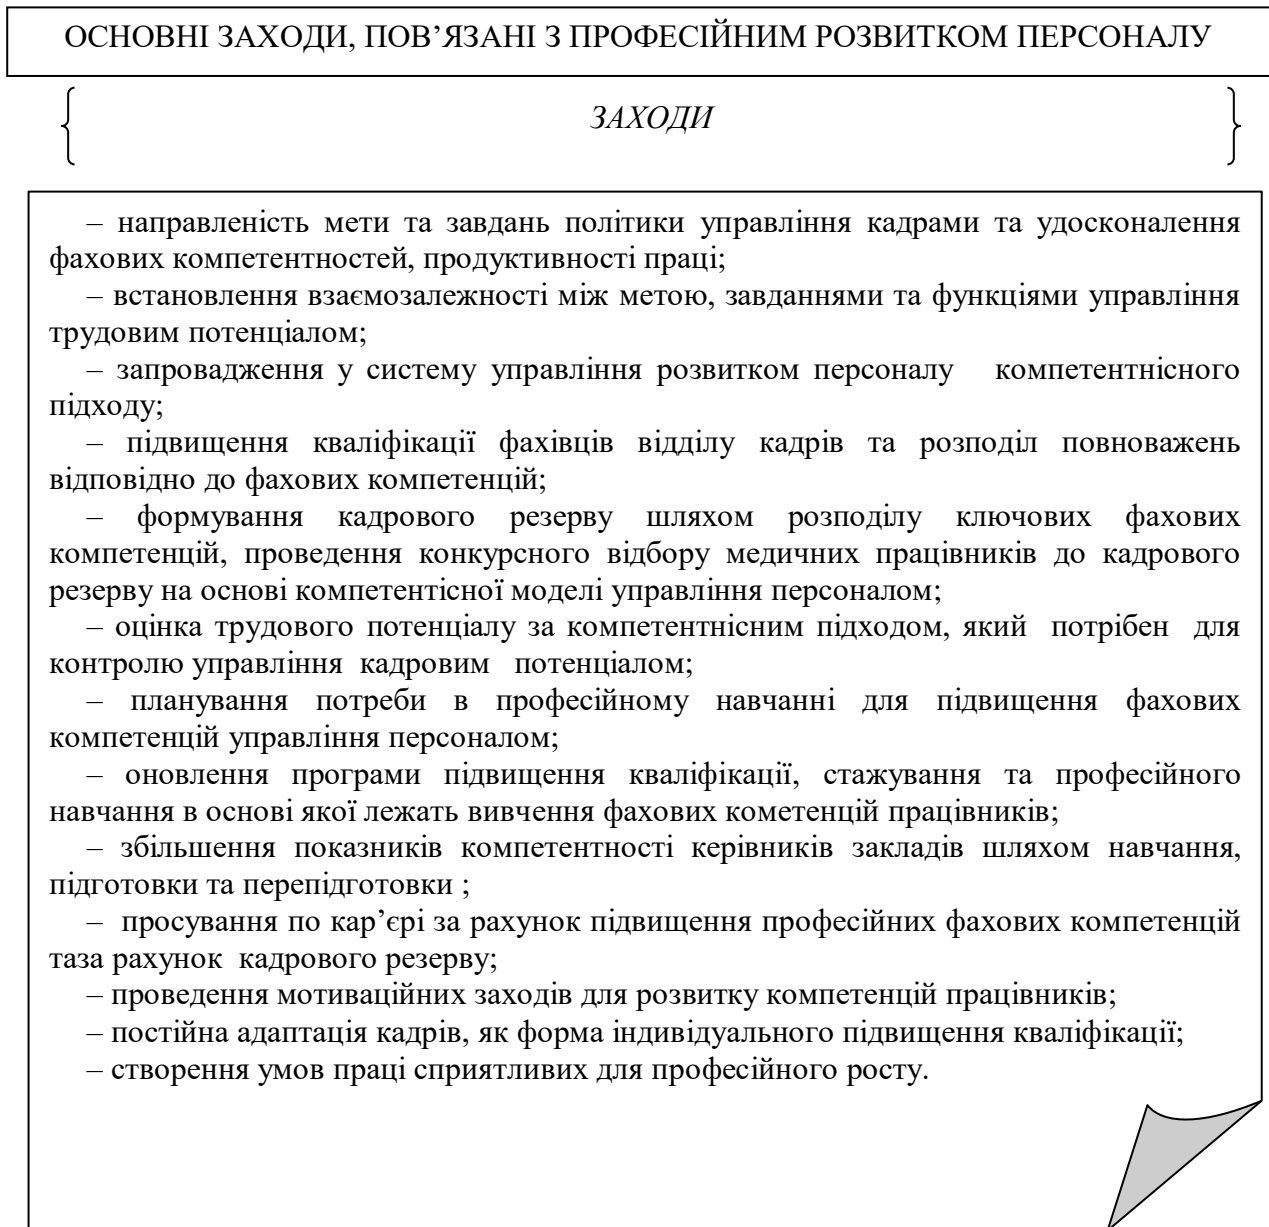 ОСНОВНІ ЗАХОДИ, ПОВ’ЯЗАНІ З ПРОФЕСІЙНИМ РОЗВИТКОМ ПЕРСОНАЛУ
ЗАХОДИ
– направленість мети та завдань політики управління кадрами та удосконалення
фахових компетентностей, продуктивності праці;
– встановлення взаємозалежності між метою, завданнями та функціями управління
трудовим потенціалом;
– запровадження у систему управління розвитком персоналу компетентнісного
підходу;
– підвищення кваліфікації фахівців відділу кадрів та розподіл повноважень
відповідно до фахових компетенцій;
– формування кадрового резерву шляхом розподілу ключових фахових
компетенцій, проведення конкурсного відбору медичних працівників до кадрового
резерву на основі компетентісної моделі управління персоналом;
– оцінка трудового потенціалу за компетентнісним підходом, який потрібен для
контролю управління кадровим потенціалом;
– планування потреби в професійному навчанні для підвищення фахових
компетенцій управління персоналом;
– оновлення програми підвищення кваліфікації, стажування та професійного
навчання в основі якої лежать вивчення фахових кометенцій працівників;
– збільшення показників компетентності керівників закладів шляхом навчання,
підготовки та перепідготовки ;
– просування по кар’єрі за рахунок підвищення професійних фахових компетенцій
таза рахунок кадрового резерву;
– проведення мотиваційних заходів для розвитку компетенцій працівників;
– постійна адаптація кадрів, як форма індивідуального підвищення кваліфікації;
– створення умов праці сприятливих для професійного росту.